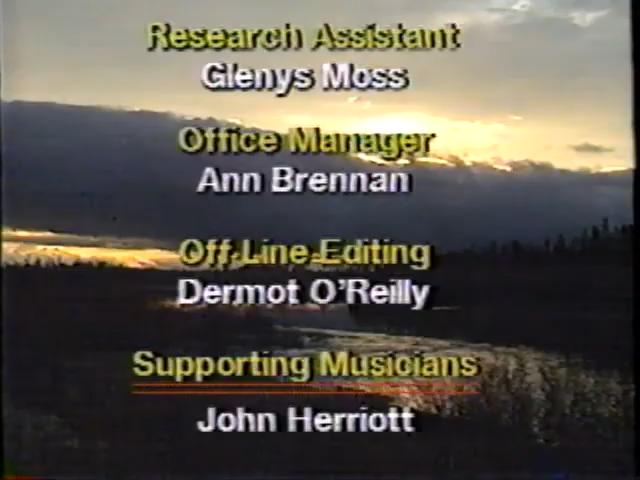 Research Assistant
Glenys Moss
Office Manager
Ann Brennan
Off-Line Editing
Dermot O'Reilly
Supporting Musicians
John Herriott